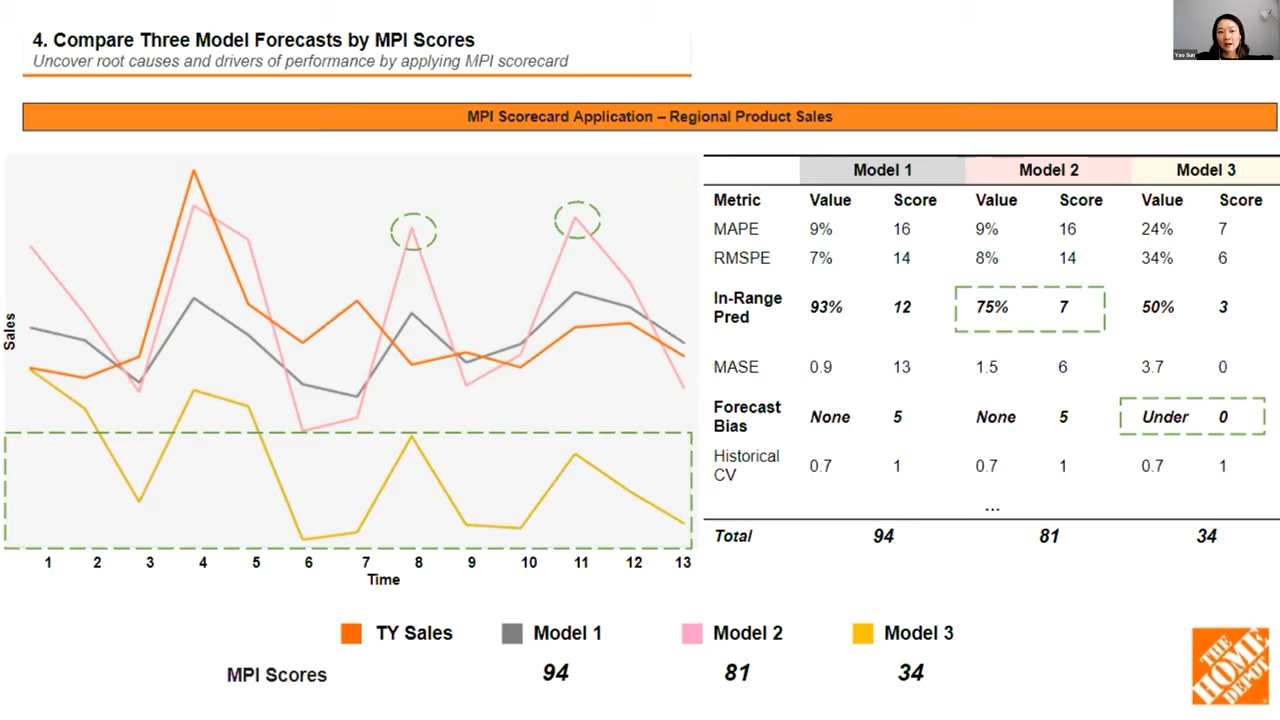 4. Compare Three Model Forecasts by MPI Scores
Uncover root causes and drivers of performance by applying MPI scorecard
Yao Sun
MPI Scorecard Application – Regional Product Sales
Sales
1 2 3 4 5 6 7 8 9 10 11 12 13
Time
Model 1 Model 2 Model 3
Metric Value Score Value Score Value Score
MAPE 9% 16 9% 16 24% 7
RMSPE 7% 14 8% 14 34% 6
In-Range
Pred 93% 12 75% 7 50% 3
MASE 0.9 13 1.5 6 3.7 0
Forecast
Bias None 5 None 5 Under 0
Historical
CV 0.7 1 0.7 1 0.7 1
...
Total 94 81 34
TY Sales Model 1 Model 2 Model 3
MPI Scores 94 81 34
THE
HOME
DEPOT